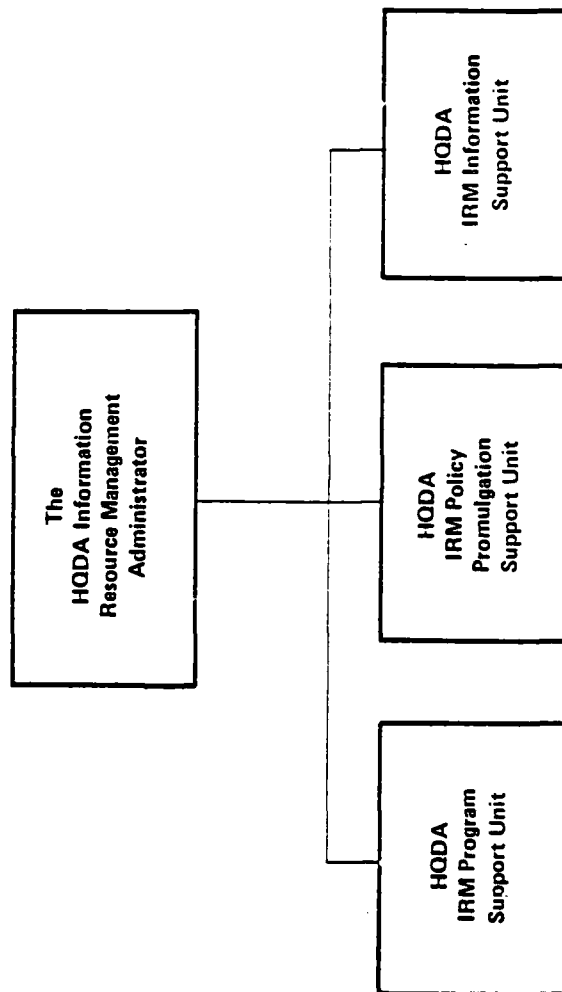 The
HQDA Information
Resource Management
Administrator
HQDA
IRM Program
Support Unit
HQDA
IRM Policy
Promulgation
Support Unit
HQDA
IRM Information
Support Unit